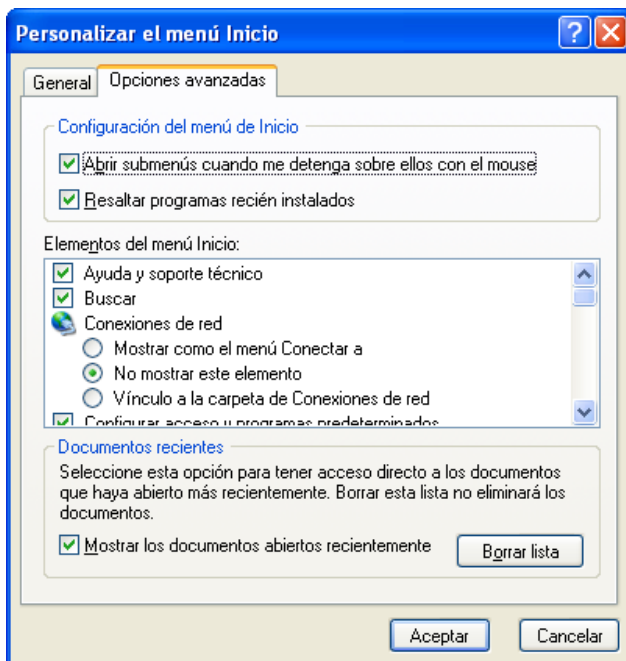 Personalizar el menú Inicio
General
Opciones avanzadas
Configuración del menú de Inicio
Abrir submenús cuando me detenga sobre ellos con el mouse
Resaltar programas recién instalados
Elementos del menú Inicio:
Ayuda y soporte técnico
Buscar
Conexiones de red
Mostrar como el menú Conectar a
No mostrar este elemento
Vínculo a la carpeta de Conexiones de red
Configurar acceso y programas predeterminados
Documentos recientes
Seleccione esta opción para tener acceso directo a los documentos
que haya abierto más recientemente. Borrar esta lista no eliminará los
documentos.
Mostrar los documentos abiertos recientemente
Borrar lista
Aceptar
Cancelar